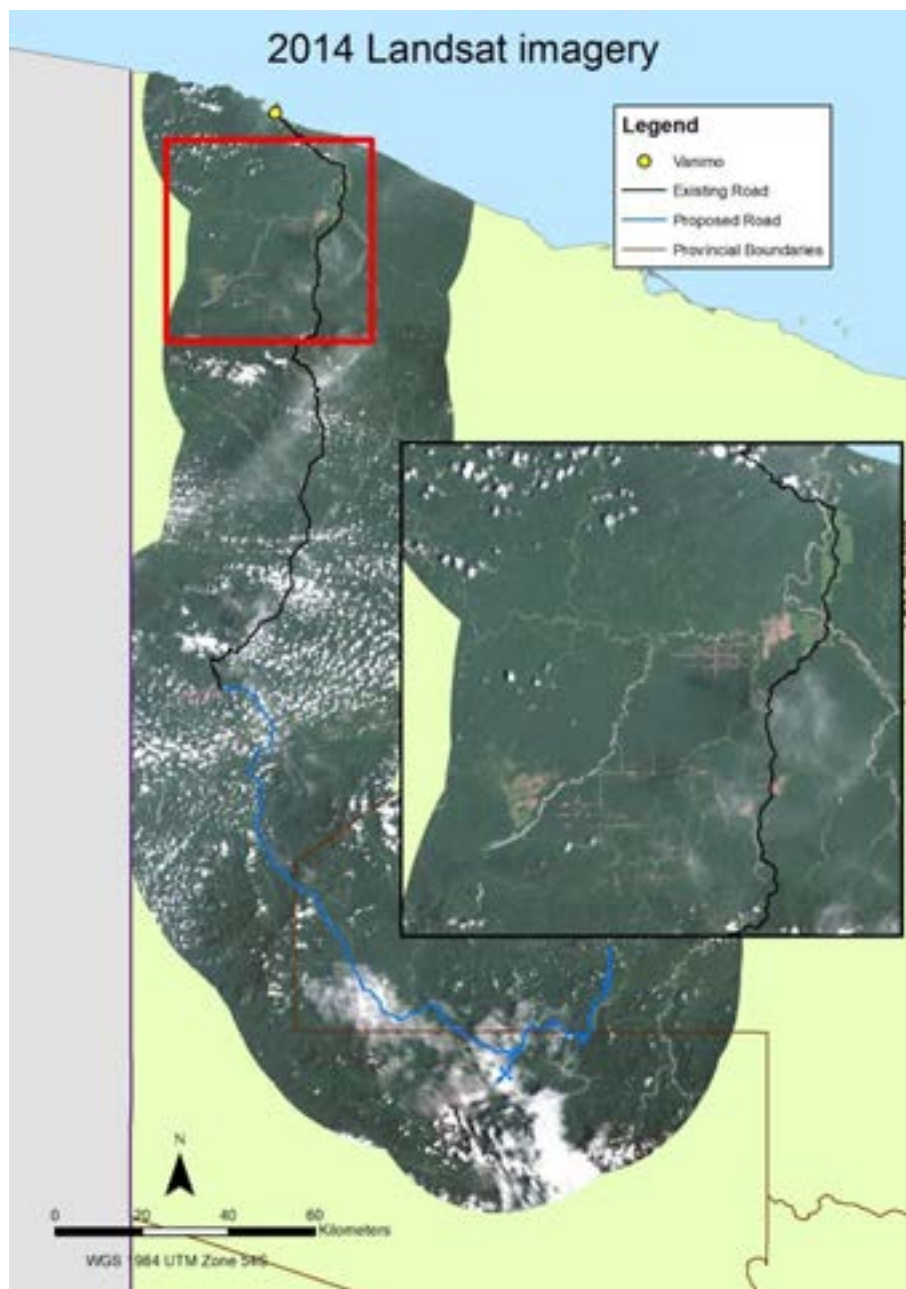 2014 Landsat imagery
Legend
Vanimo
Existing Road
Proposed Road
Provincial Boundaries
N
0 20 40 60
Kilometers
WGS 1984 UTM Zone